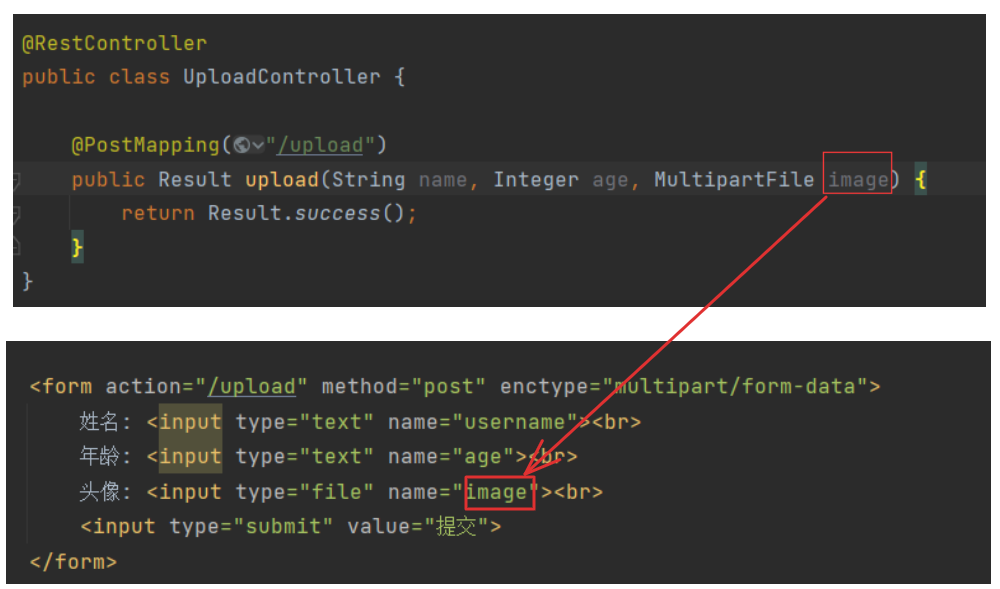 @RestController
public class UploadController {
@PostMapping("/upload")
public Result upload(String name, Integer age, MultipartFile image) {
return Result.success();
}
}
<form action="/upload" method="post" enctype="multipart/form-data">
姓名: <input type="text" name="username"><br>
年龄: <input type="text" name="age"><br>
头像: <input type="file" name="image"><br>
<input type="submit" value="提交">
</form>